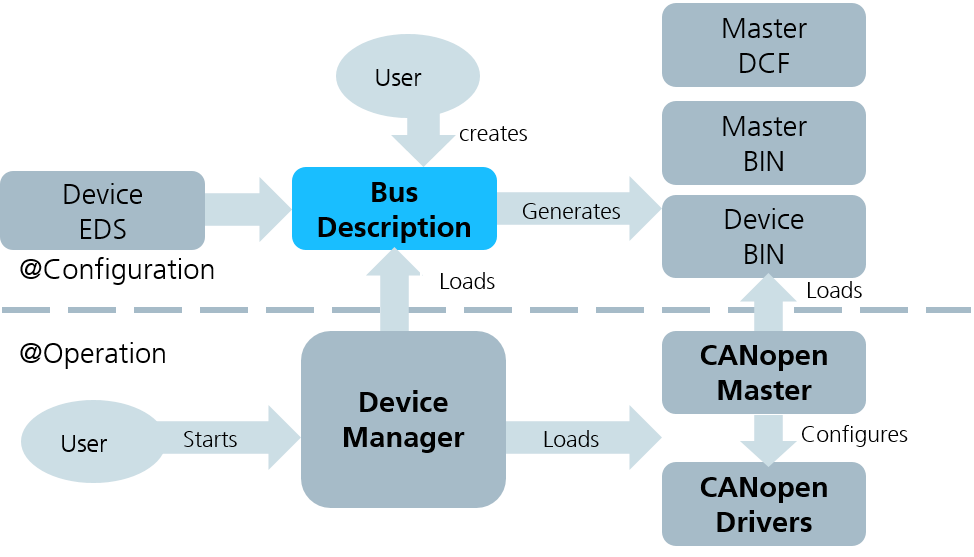 Master
DCF
User
creates
Master
BIN
Device
EDS
Bus
Description
Generates
Device
BIN
@Configuration
Loads
Loads
@Operation
Device
Manager
CANopen
Master
User
Starts
Loads
Configures
CANopen
Drivers